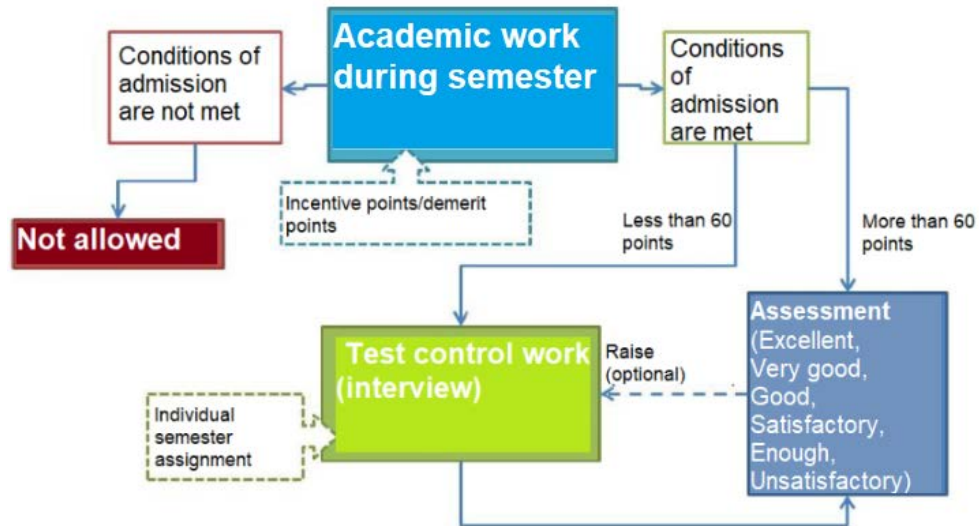 Conditions of
admission
are not met
Academic work
during semester
Conditions
of
admission
are met
Incentive points/demerit
points
Not allowed
Less than 60
points
More than 60
points
Test control work
(interview)
Raise
(optional)
Assessment
(Excellent,
Very good,
Good,
Satisfactory,
Enough,
Unsatisfactory)
Individual
semester
assignment